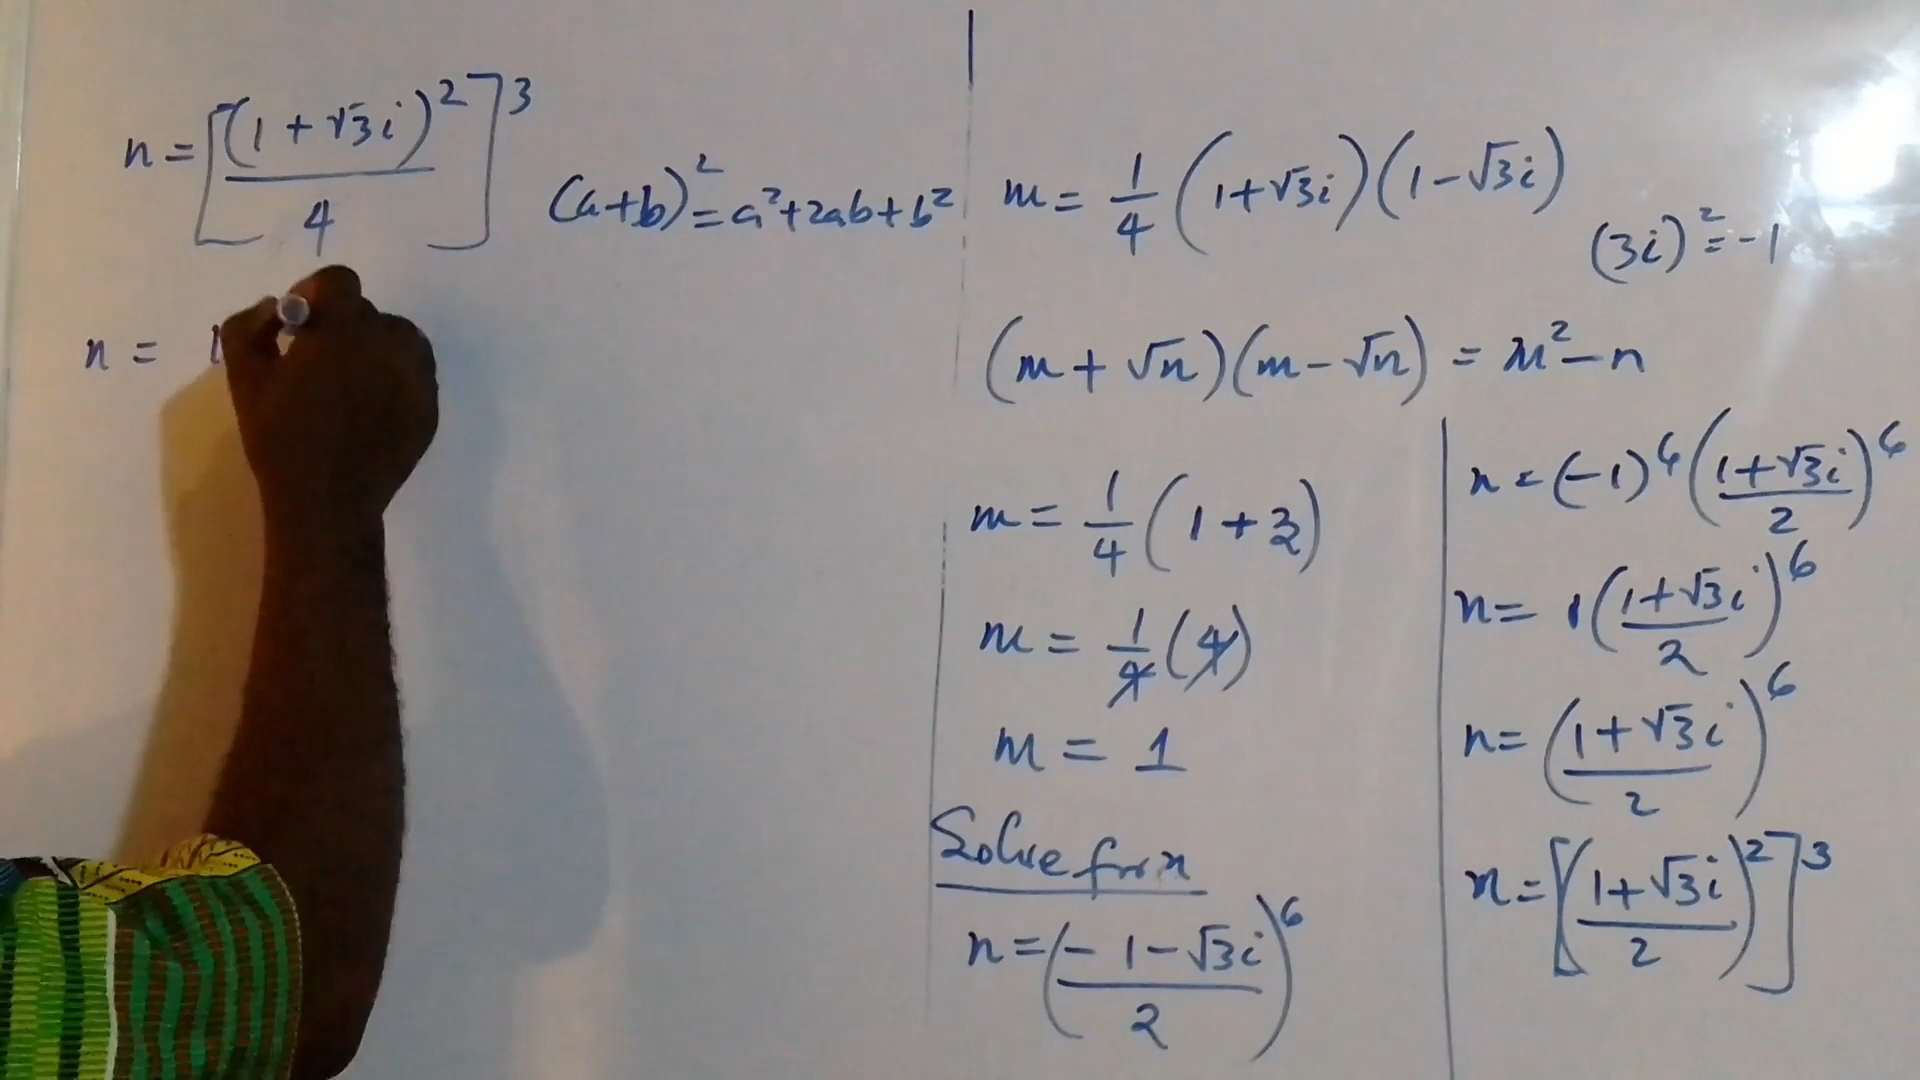 n = [(1 + √3i)² / 4]³
(a+b)² = a² + 2ab + b²
n = 1
m = 1/4 (1+√3i)(1-√3i)
(3i)² = -1
(m + √n)(m - √n) = m² - n
m = 1/4 (1 + 3)
m = 1/4 (4)
m = 1
Solve for n
n = (-1-√3i / 2)⁶
n = (-1)⁶ (1+√3i / 2)⁶
n = 1 (1+√3i / 2)⁶
n = (1+√3i / 2)⁶
n = [(1+√3i / 2)²]³